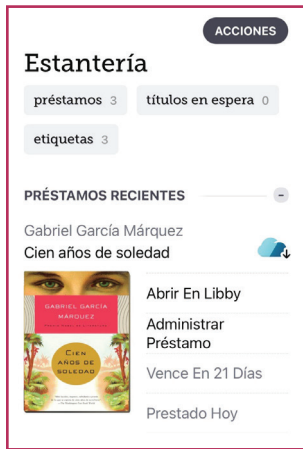 ACCIONES
Estantería
préstamos 3
títulos en espera 0
etiquetas 3
PRÉSTAMOS RECIENTES
Gabriel García Márquez
Cien años de soledad
GABRIEL GARCÍA
MÁRQUEZ
CIEN
AÑOS DE
SOLEDAD
Abrir En Libby
Administrar
Préstamo
Vence En 21 Días
Prestado Hoy